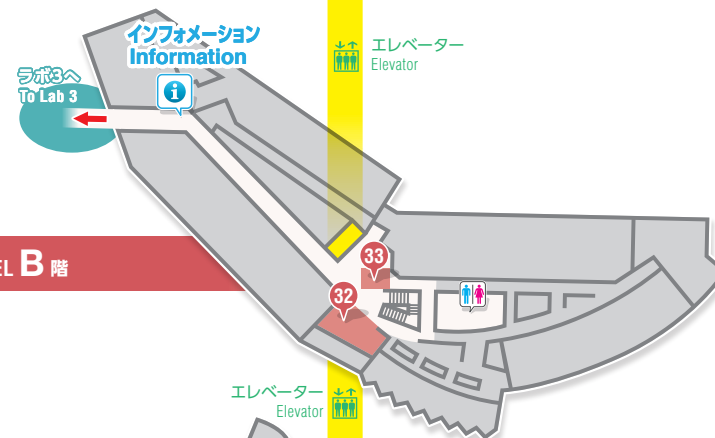 インフォメーション
Information
エレベーター
Elevator
ラボ3へ
To Lab 3
i
33
EL B 階
32
エレベーター
Elevator